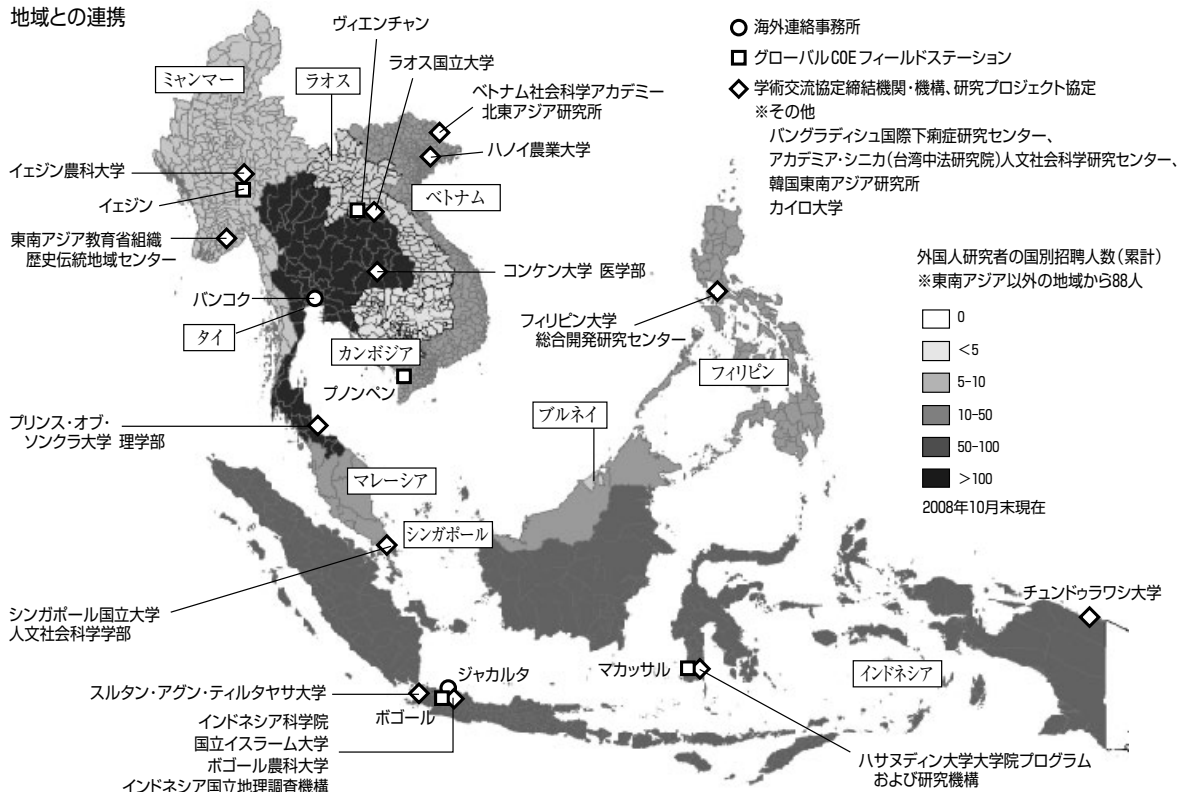 地域との連携
○ 海外連絡事務所
□ グローバルCOEフィールドステーション
◇ 学術交流協定締結機関・機構、研究プロジェクト協定
※その他
バングラディシュ国際下痢症研究センター、
アカデミア・シニカ(台湾中法研究院)人文社会科学研究センター、
韓国東南アジア研究所
カイロ大学
ヴィエンチャン
ミャンマー
ラオス
ラオス国立大学
ベトナム社会科学アカデミー
北東アジア研究所
ハノイ農業大学
イェジン農科大学
イェジン
ベトナム
東南アジア教育省組織
歴史伝統地域センター
コンケン大学 医学部
バンコク
タイ
カンボジア
プノンペン
フィリピン大学
総合開発研究センター
フィリピン
外国人研究者の国別招聘人数(累計)
※東南アジア以外の地域から88人
0
<5
5-10
10-50
50-100
>100
2008年10月末現在
プリンス・オブ・
ソンクラ大学 理学部
ブルネイ
マレーシア
シンガポール
シンガポール国立大学
人文社会科学学部
チュンドゥラワシ大学
ジャカルタ
マカッサル
インドネシア
スルタン・アグン・ティルタヤサ大学
ボゴール
インドネシア科学院
国立イスラーム大学
ボゴール農科大学
インドネシア国立地理調査機構
ハサヌディン大学大学院プログラム
および研究機構